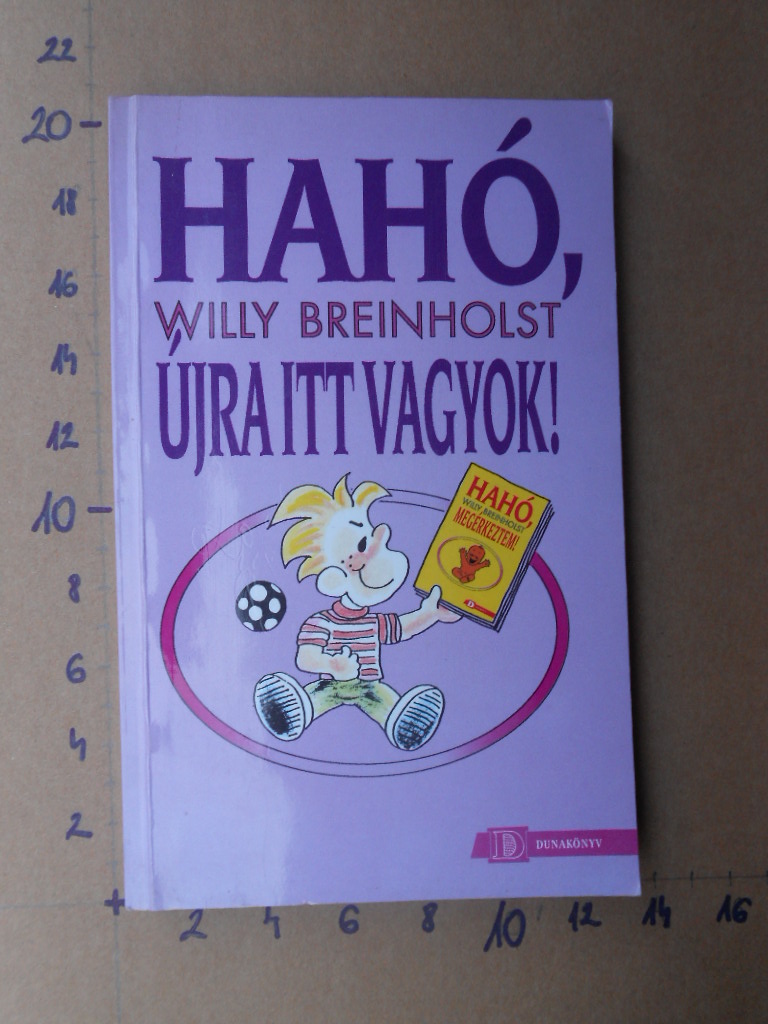 22
20
18
16
14
12
10
8
6
4
2
HAHÓ,
WILLY BREINHOLST
ÚJRA ITT VAGYOK!
HAHÓ,
WILLY BREINHOLST
MEGÉRKEZTEM!
D
D DUNAKÖNYV
2 4 6 8 10 12 14 16